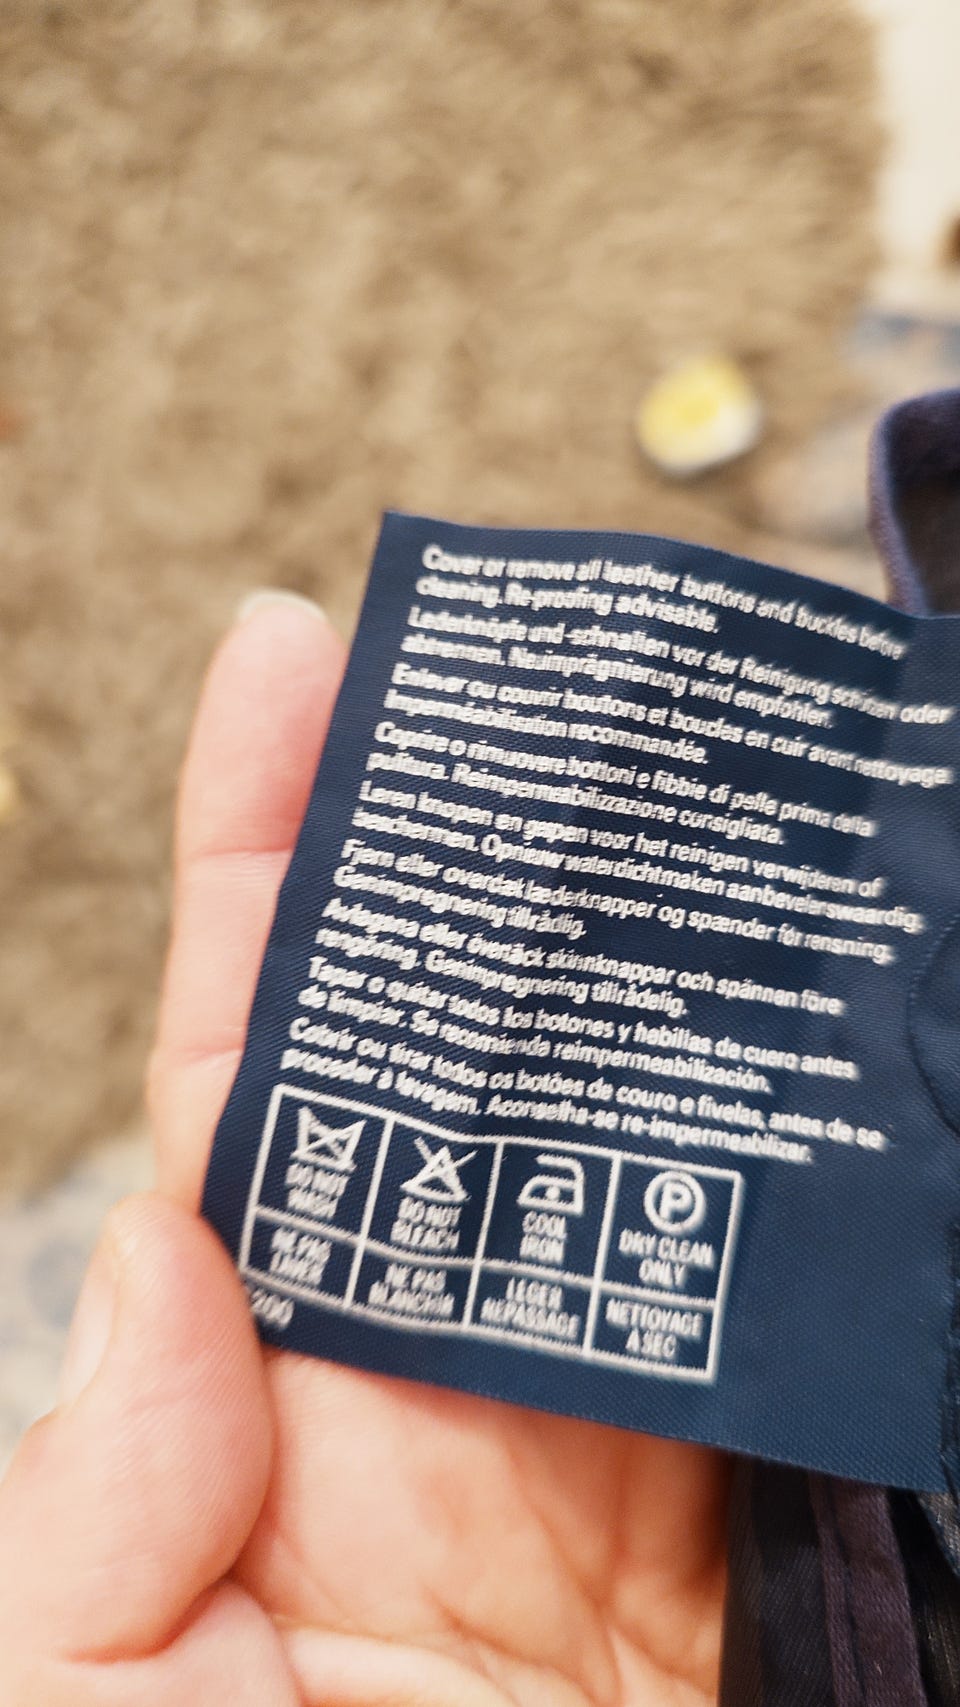 Cover or remove all leather buttons and buckles before
cleaning. Re-proofing advisable.
Lederknöpfe und -schnallen vor der Reinigung schützen oder
abtrennen. Neuimprägnierung wird empfohlen.
Enlever ou couvrir boutons et boucles en cuir avant nettoyage
Imperméabilisation recommandée.
Coprire o rimuovere bottoni e fibbie di pelle prima della
pulitura. Reimpermeabilizzazione consigliata.
Leren knopen en gespen voor het reinigen verwijderen of
beschermen. Opnieuw waterdichtmaken aanbevelenswaardig.
Fjern eller overdæk læderknapper og spænder før rensning.
Genimprægnering tilrådig.
Avlagsna eller övertäck skinnknappar och spännen före
rengöring. Genimpregnering tillrådelig.
Tapar o quitar todos los botones y hebillas de cuero antes
de limpiar. Se recomienda reimpermeabilización.
Cobrir ou tirar todos os botões de couro e fivelas, antes de se
proceder à lavagem. Aconselha-se re-impermeabilizar.
P
DO NOT
WASH
DO NOT
BLEACH
COOL
IRON
DRY CLEAN
ONLY
NE PAS
LAVER
NE PAS
BLANCHIR
LEGER
REPASSAGE
NETTOYAGE
A SEC
200